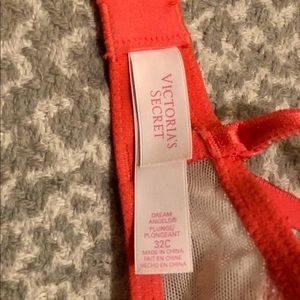 VICTORIA'S
SECRET
DREAM
ANGELS®
PLUNGE/
PLONGEANT
32C
MADE IN CHINA
FAIT EN CHINE
HECHO EN CHINA